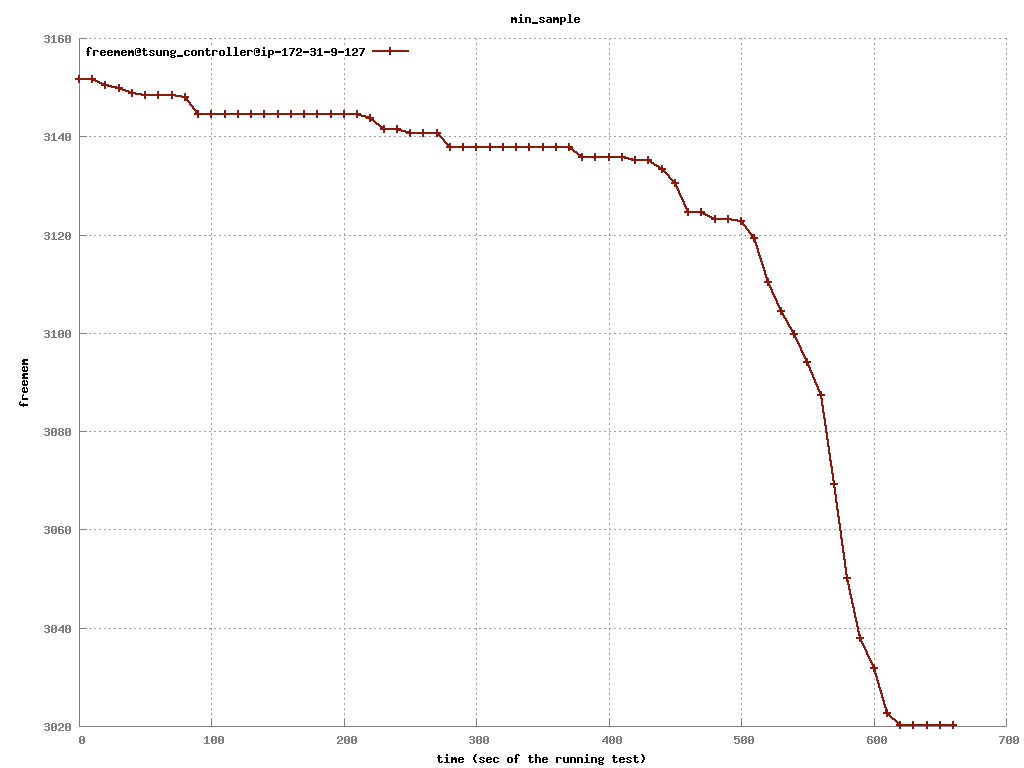 min_sample
freemem@tsung_controller@ip-172-31-9-127
3160
3140
3120
3100
3080
3060
3040
3020
freemem
0 100 200 300 400 500 600 700
time (sec of the running test)